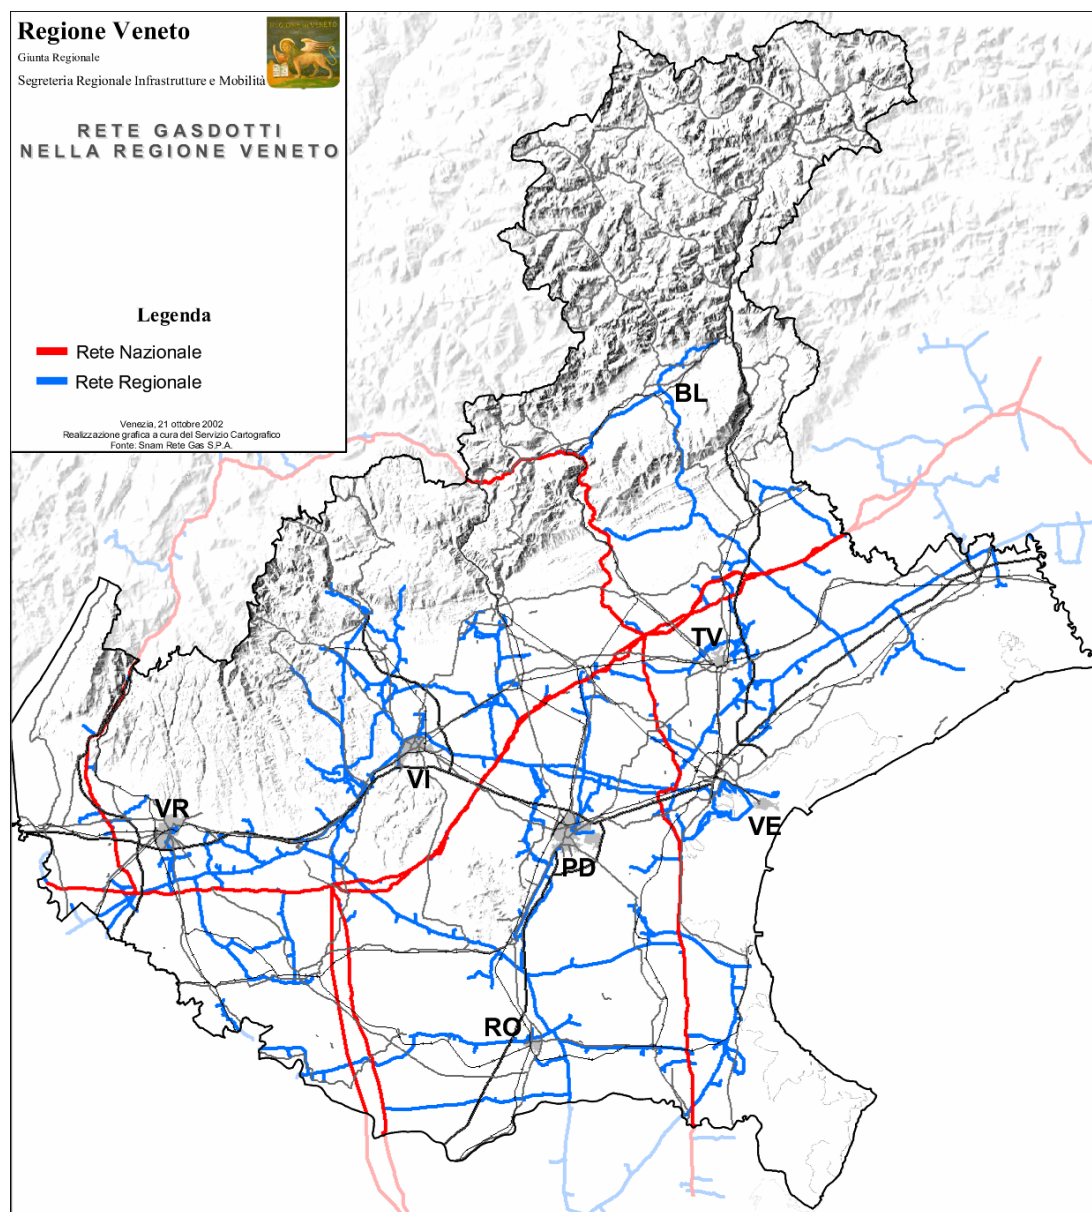 Regione Veneto
Giunta Regionale
Segreteria Regionale Infrastrutture e Mobilità
RETE GASDOTTI
NELLA REGIONE VENETO
Legenda
Rete Nazionale
Rete Regionale
Venezia, 21 ottobre 2002
Realizzazione grafica a cura del Servizio Cartografico
Fonte: Snam Rete Gas S.P.A.
BL
TV
VI
VR
VE
PD
RO